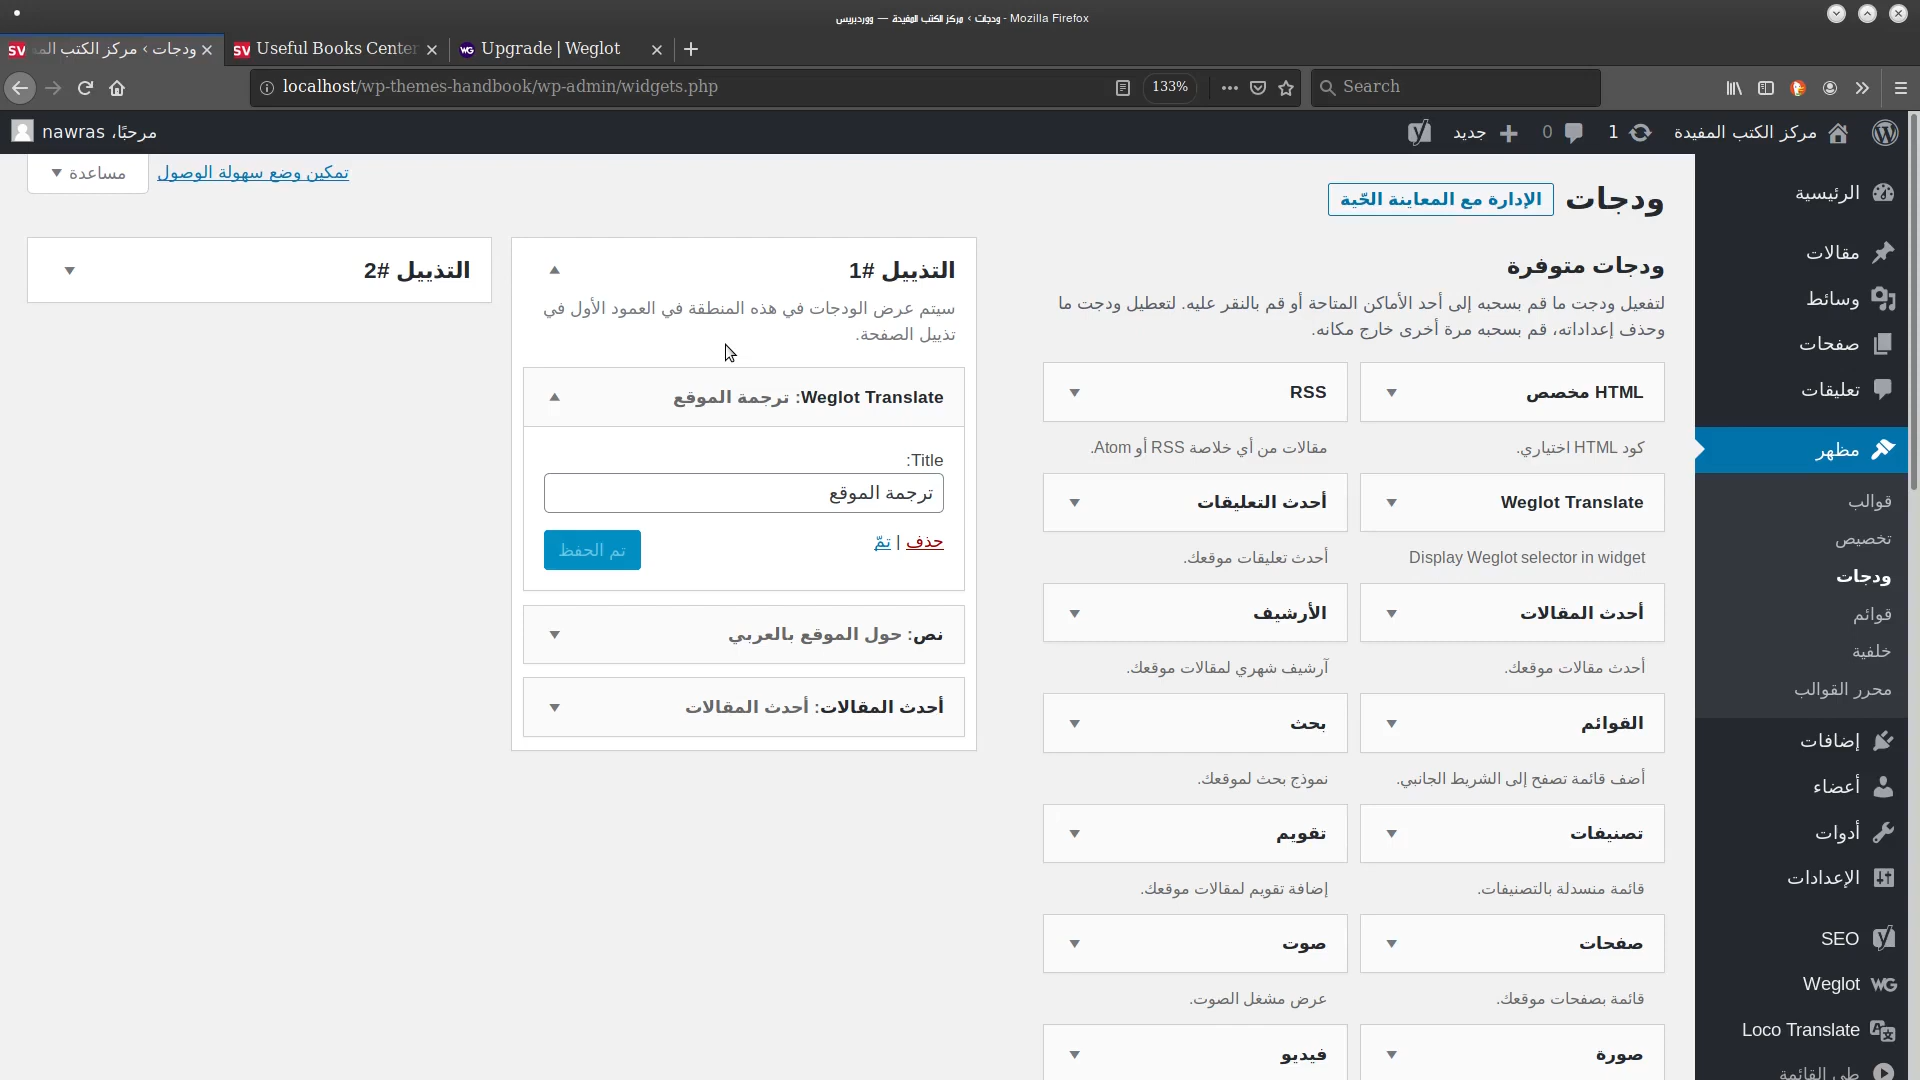 ودجات › مركز الكتب المفيدة — ووردبريس - Mozilla Firefox
ودجات › مركز الكتب المف
Useful Books Center
Upgrade | Weglot
localhost/wp-themes-handbook/wp-admin/widgets.php
133%
Search
مركز الكتب المفيدة
1
0
جديد
مرحبًا، nawras
الرئيسية
مقالات
وسائط
صفحات
تعليقات
مظهر
قوالب
تخصيص
ودجات
قوائم
خلفية
محرر القوالب
إضافات
أعضاء
أدوات
الإعدادات
SEO
Weglot
Loco Translate
طي القائمة
مساعدة
تمكين وضع سهولة الوصول
ودجات
الإدارة مع المعاينة الحّية
ودجات متوفرة
لتفعيل ودجت ما قم بسحبه إلى أحد الأماكن المتاحة أو قم بالنقر عليه. لتعطيل ودجت ما
وحذف إعداداته، قم بسحبه مرة أخرى خارج مكانه.
HTML مخصص
كود HTML اختياري.
RSS
مقالات من أي خلاصة RSS أو Atom.
Weglot Translate
Display Weglot selector in widget
أحدث التعليقات
أحدث تعليقات موقعك.
أحدث المقالات
أحدث مقالات موقعك.
الأرشيف
آرشيف شهري لمقالات موقعك.
القوائم
أضف قائمة تصفح إلى الشريط الجانبي.
بحث
نموذج بحث لموقعك.
تصنيفات
قائمة منسدلة بالتصنيفات.
تقويم
إضافة تقويم لمقالات موقعك.
صفحات
قائمة بصفحات موقعك.
صوت
عرض مشغل الصوت.
صورة
فيديو
التذييل #1
سيتم عرض الودجات في هذه المنطقة في العمود الأول في
تذييل الصفحة.
Weglot Translate: ترجمة الموقع
Title:
ترجمة الموقع
حذف | تمّ
تم الحفظ
نص: حول الموقع بالعربي
أحدث المقالات: أحدث المقالات
التذييل #2